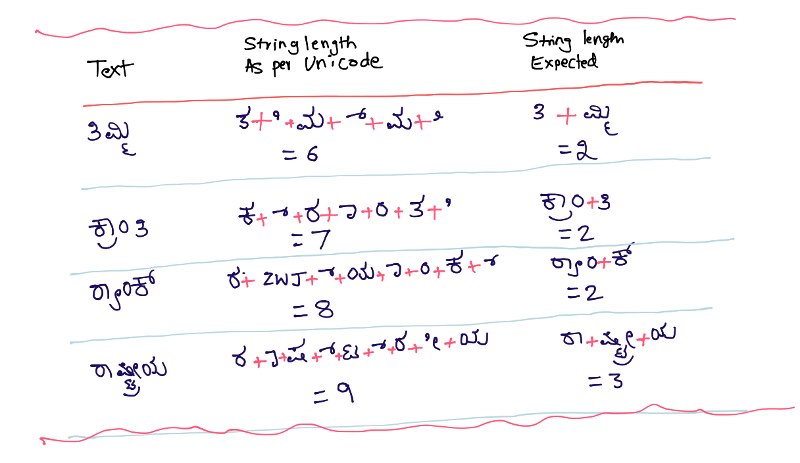 Text
String length
As per Unicode
String length
Expected
ತಿಮ್ಮಿ
ತ+ಿ+ಮ+್+ಮ+ಿ
= 6
ತಿ + ಮ್ಮಿ
= 2
ಕ್ರಾಂತಿ
ಕ+್+ರ+ಾ+ಂ+ತ+ಿ
= 7
ಕ್ರಾಂ+ತಿ
= 2
ರ‍್ಯಾಂಕ್
ರ+ ZWJ+್+ಯ+ಾ+ಂ+ಕ+್
= 8
ರ‍್ಯಾಂ+ಕ್
= 2
ರಾಷ್ಟ್ರೀಯ
ರ+ಾ+ಷ+್+ಟ+್+ರ+ೀ+ಯ
= 9
ರಾ+ಷ್ಟ್ರೀ+ಯ
= 3